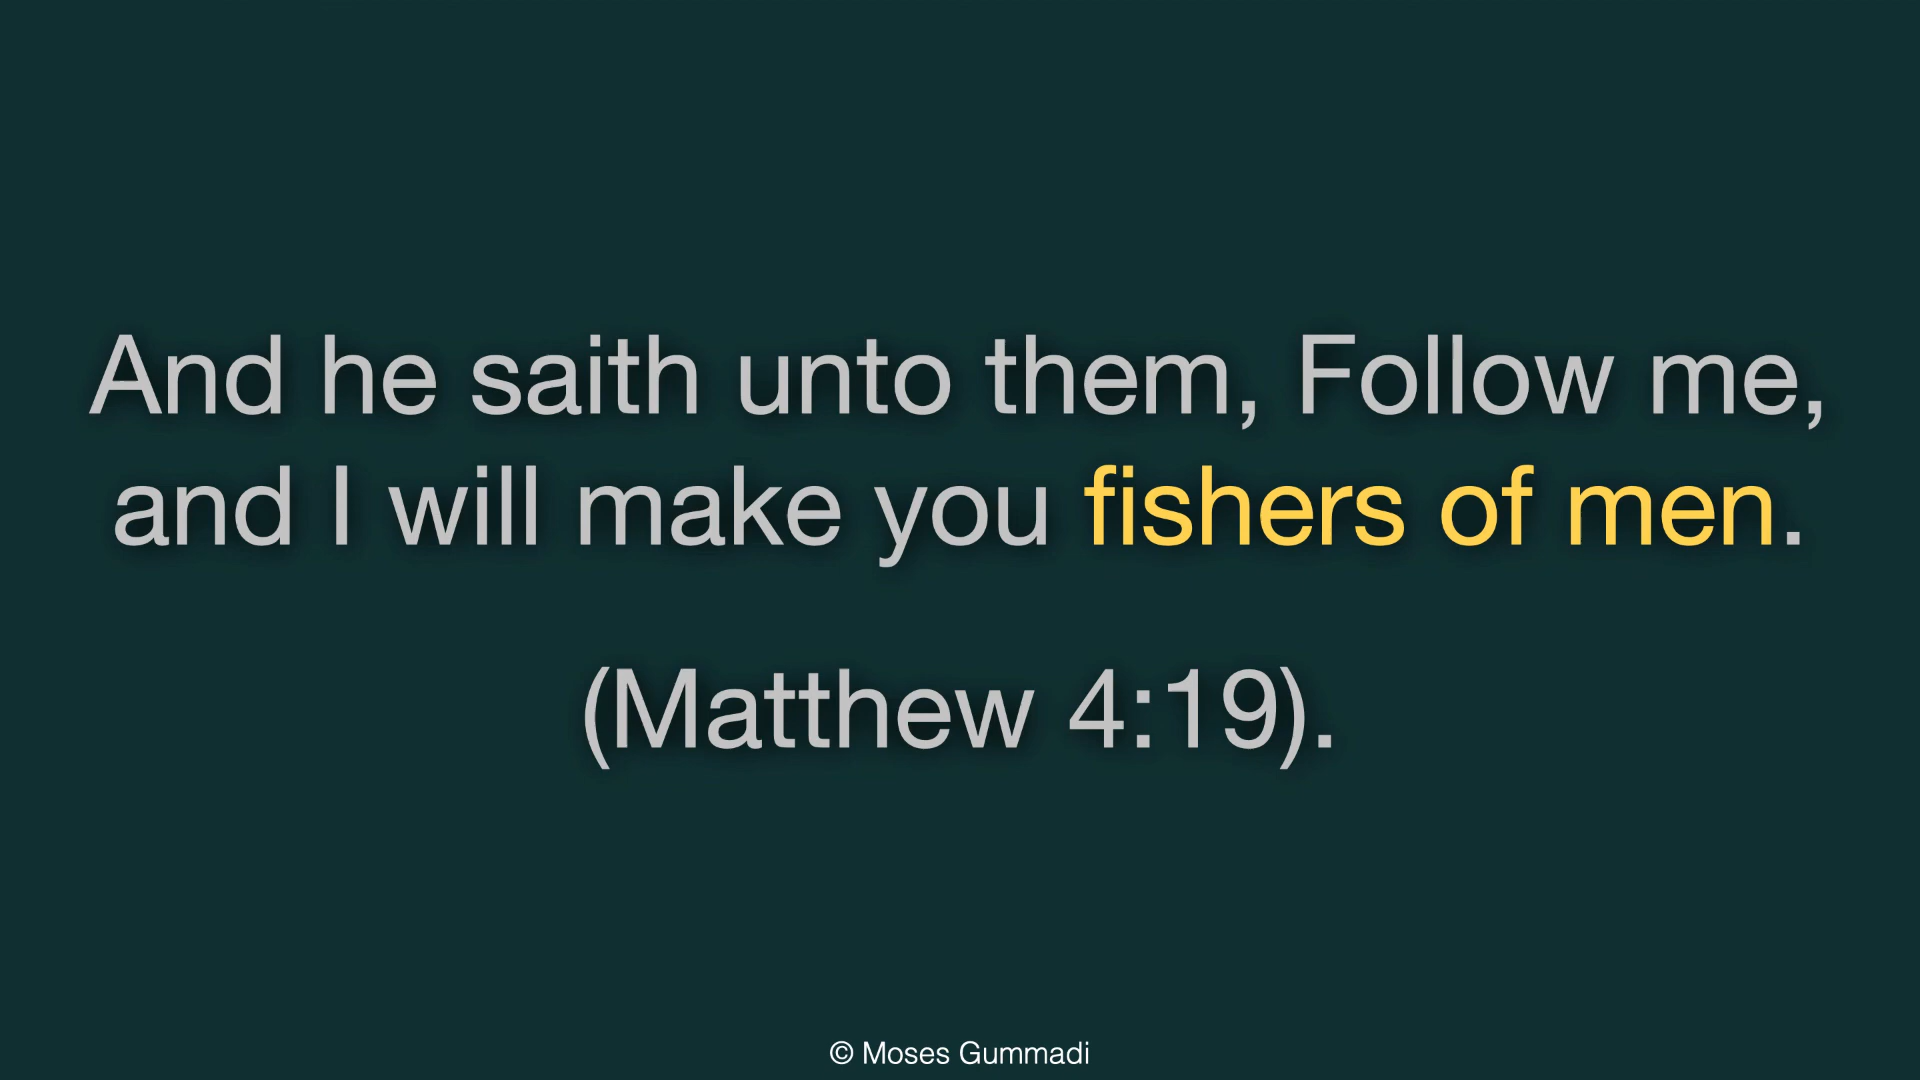 And he saith unto them, Follow me,
and I will make you fishers of men.
(Matthew 4:19).
© Moses Gummadi